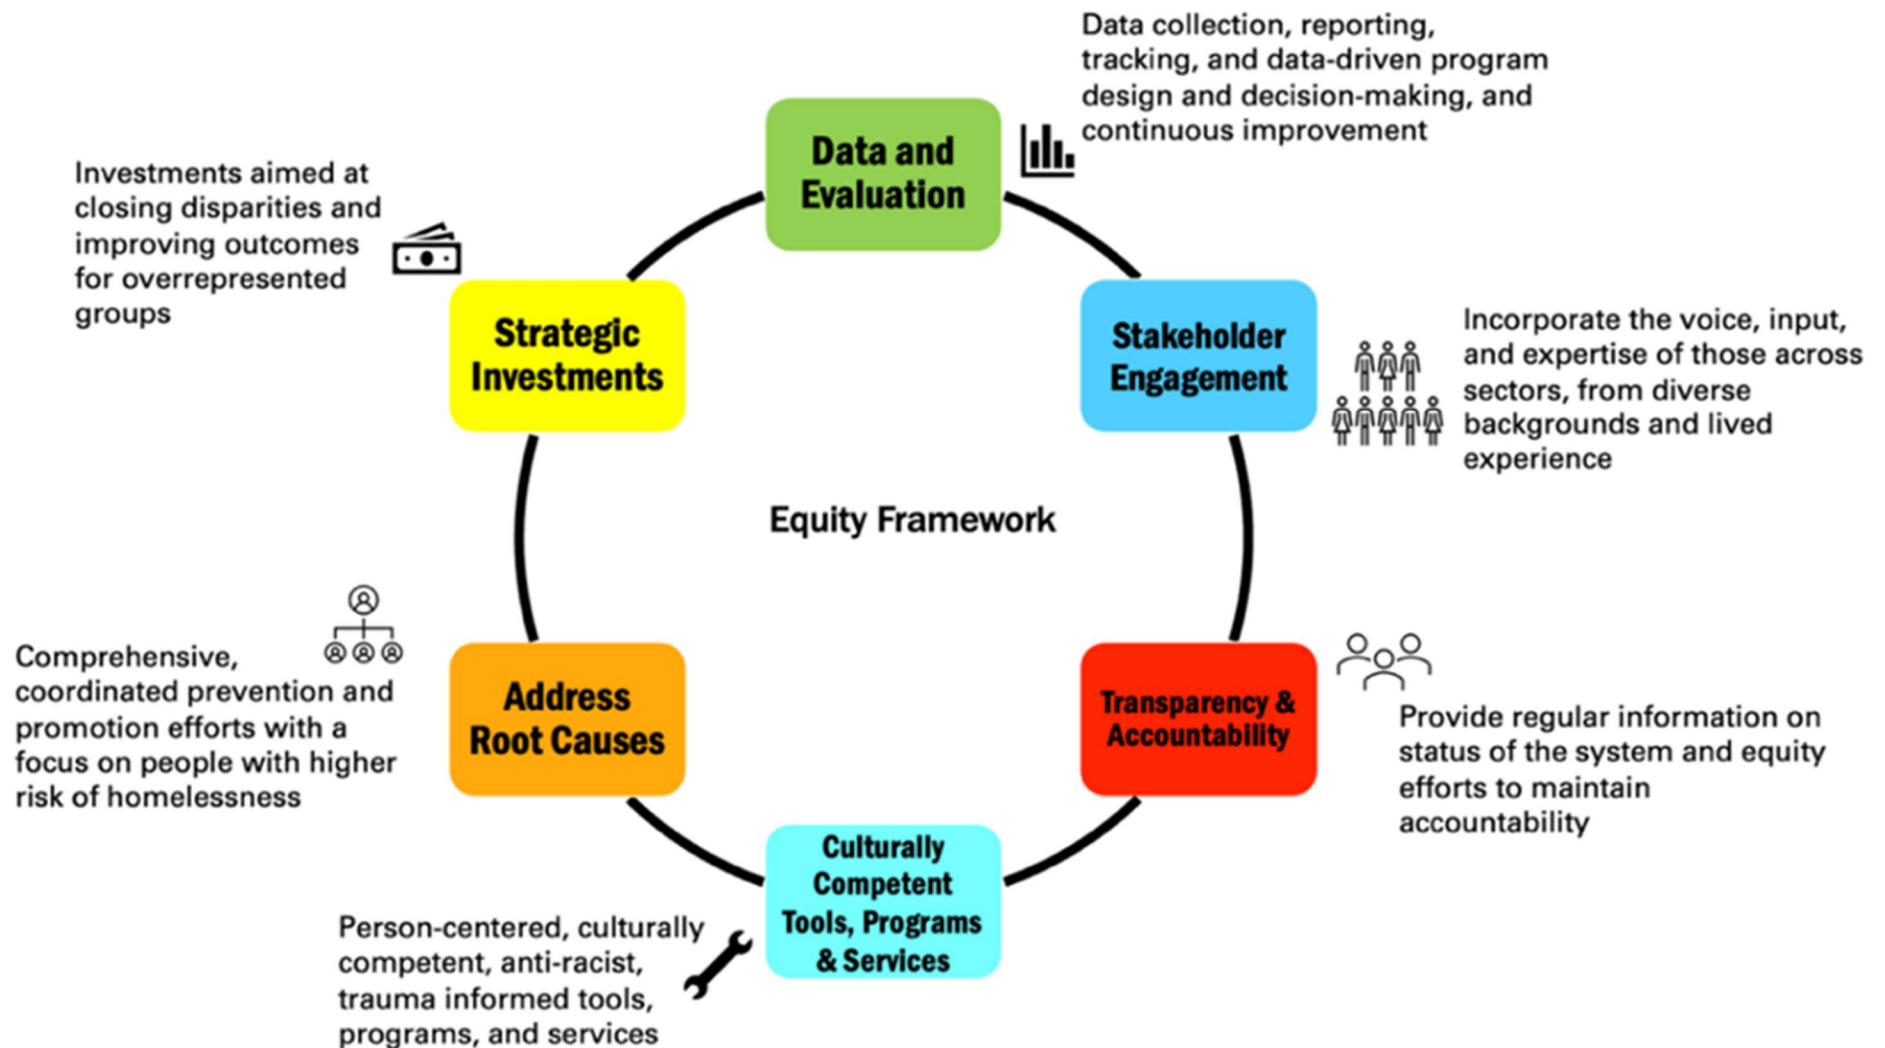 Data collection, reporting,
tracking, and data-driven program
design and decision-making, and
continuous improvement
Data and
Evaluation
Investments aimed at
closing disparities and
improving outcomes
for overrepresented
groups
Strategic
Investments
Stakeholder
Engagement
Incorporate the voice, input,
and expertise of those across
sectors, from diverse
backgrounds and lived
experience
Equity Framework
Comprehensive,
coordinated prevention and
promotion efforts with a
focus on people with higher
risk of homelessness
Address
Root Causes
Transparency &
Accountability
Provide regular information on
status of the system and equity
efforts to maintain
accountability
Culturally
Competent
Tools, Programs
& Services
Person-centered, culturally
competent, anti-racist,
trauma informed tools,
programs, and services